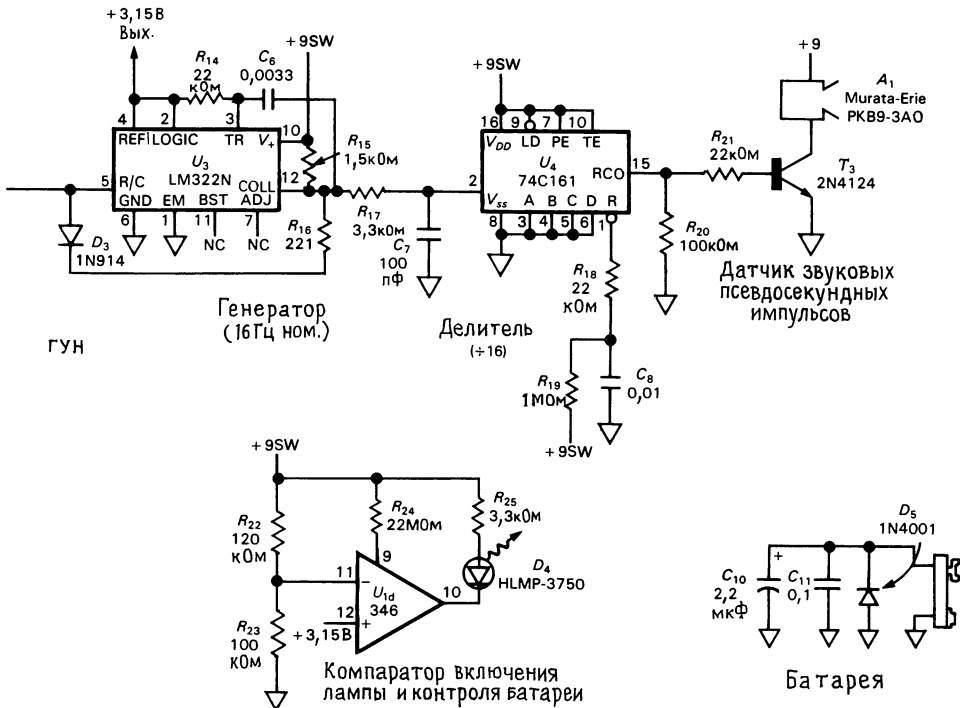 + 3,15В
Вых.
R14
22
кОм
C6
0,0033
+9SW
4
2
3
10
REFi
LOGIC
TR
V+
U3
LM322N
5
R/C
GND
EM
BST
COLL
ADJ
12
6
1
11
7
NC
NC
R15
1,5кОм
R16
221
R17
3,3кОм
C7
100
пФ
D3
1N914
Генератор
(16Гц ном.)
ГУН
+9SW
16
9
7
10
VDD
LD
PE
TE
U4
74C161
RCO
15
2
Vss
A
B
C
D
R
8
3
4
5
6
1
R18
22
кОм
R19
1МОм
+9SW
C8
0,01
Делитель
(÷16)
R20
100кОм
R21
22кОм
+9
A1
Murata-Erie
PKB9-3AO
T3
2N4124
Датчик звуковых
псевдосекундных
импульсов
+9SW
R22
120
кОм
R23
100
кОм
R24
22МОм
9
11
−
U1d
346
12
+
+3,15В
10
R25
3,3кОм
D4
HLMP-3750
Компаратор включения
лампы и контроля батареи
D5
1N4001
+
C10
2,2
мкФ
C11
0,1
Батарея